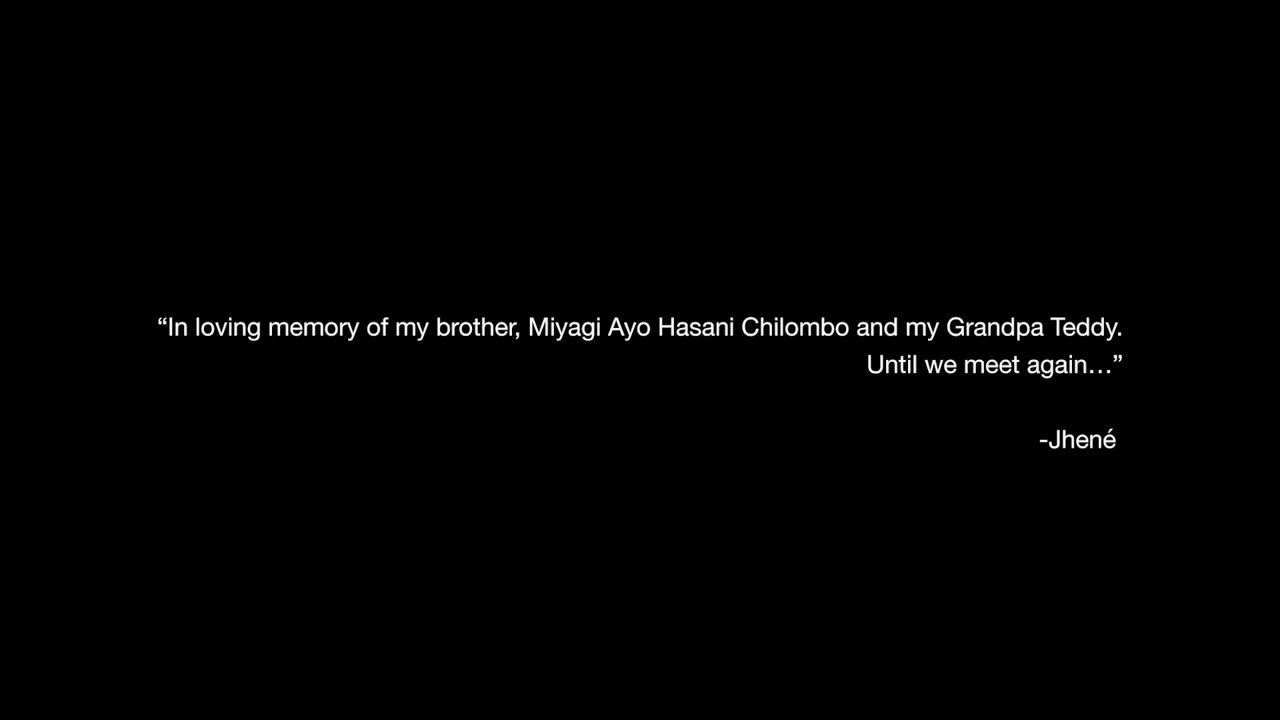 “In loving memory of my brother, Miyagi Ayo Hasani Chilombo and my Grandpa Teddy.
Until we meet again…”
-Jhené